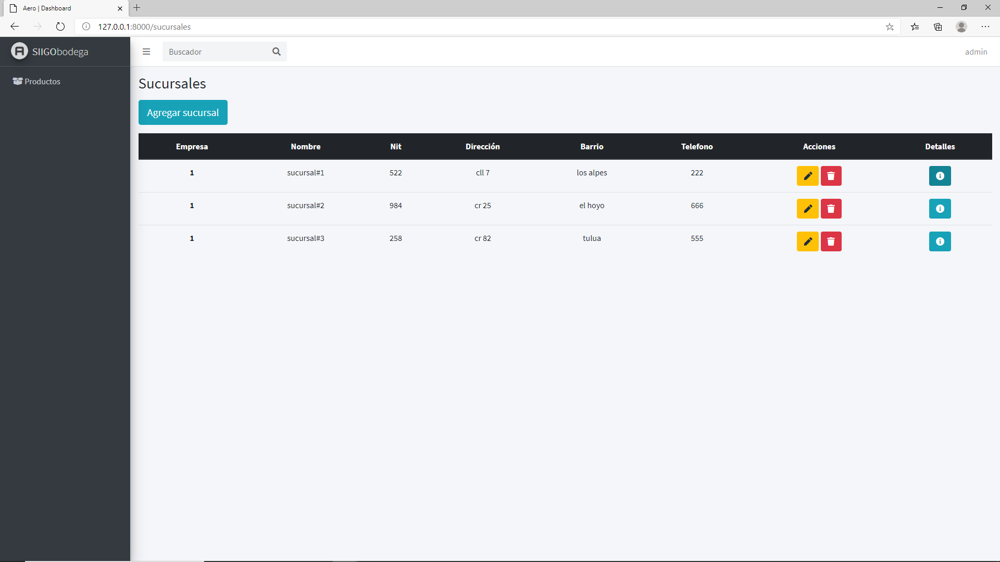 Aero | Dashboard
127.0.0.1:8000/sucursales
SIIGObodega
Buscador
admin
Productos
Sucursales
Agregar sucursal
Empresa Nombre Nit Dirección Barrio Telefono Acciones Detalles
1 sucursal#1 522 cll 7 los alpes 222
1 sucursal#2 984 cr 25 el hoyo 666
1 sucursal#3 258 cr 82 tulua 555